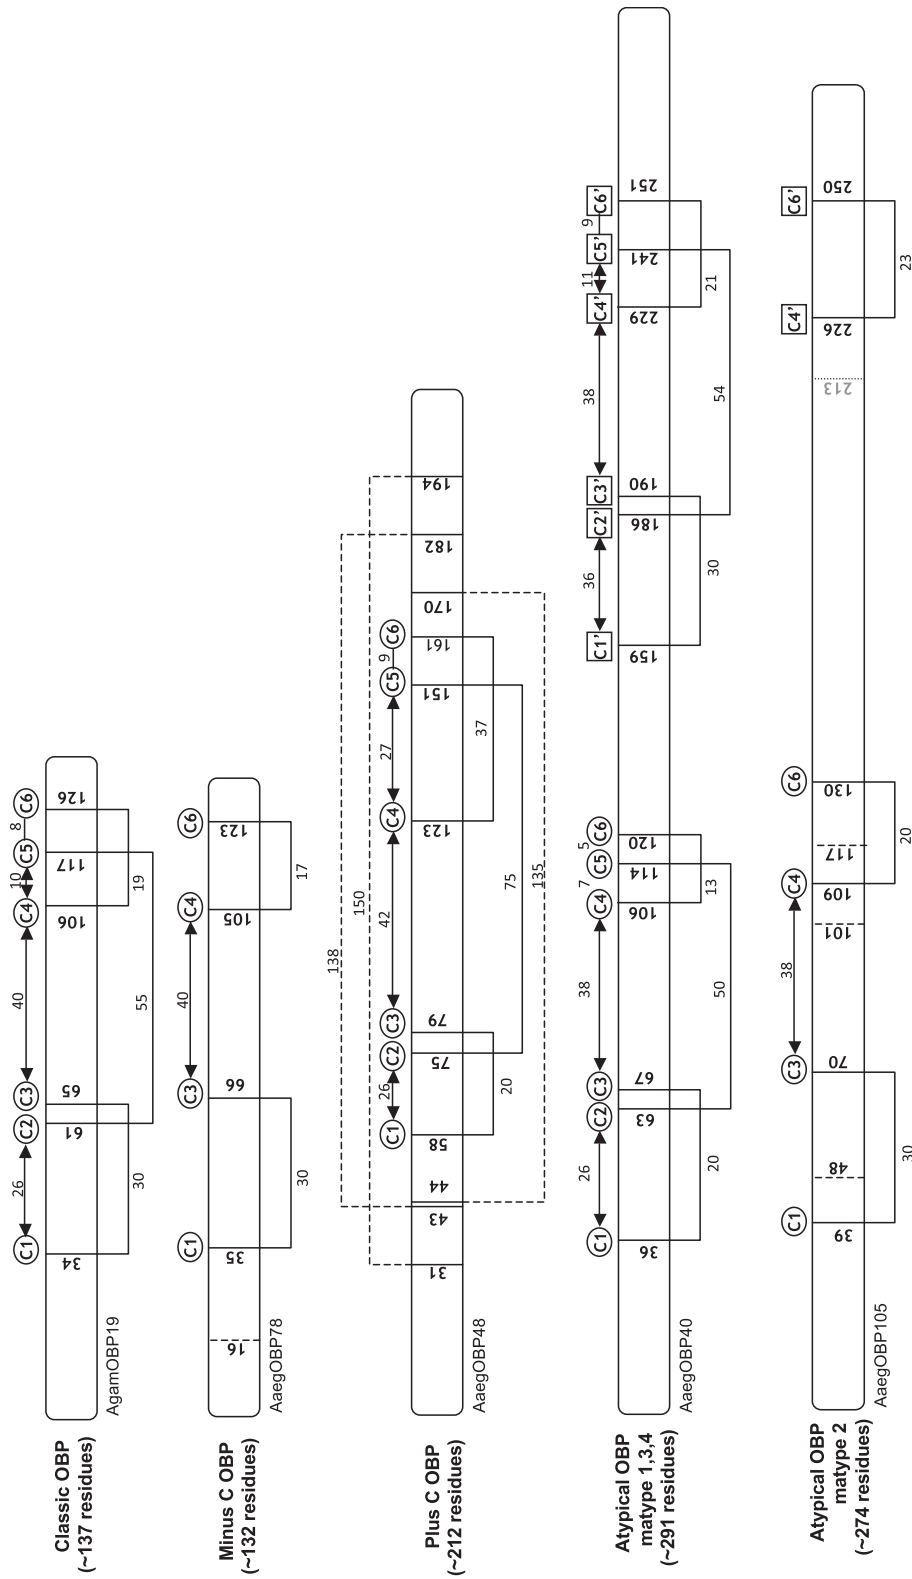 26 40 10 8
C1 C2 C3 C4 C5 C6
Classic OBP
(~137 residues)
34 61 65 106 117 126
AgamOBP19
30 19
55
40
C1 C3 C4 C6
Minus C OBP
(~132 residues)
16 35 66 105 123
AaegOBP78
30 17
138
150
26 42 27 9
C1 C2 C3 C4 C5 C6
Plus C OBP
(~212 residues)
31 43 44 58 75 79 123 151 161 170 182 194
AaegOBP48
20 37
75
135
26 38 7 5 36 38 11 9
C1 C2 C3 C4 C5 C6 C1’ C2’ C3’ C4’ C5’ C6’
Atypical OBP
matype 1,3,4
(~291 residues)
36 63 67 106 114 120 159 186 190 229 241 251
AaegOBP40
20 13 30 21
50 54
38
C1 C3 C4 C6 C4’ C6’
Atypical OBP
matype 2
(~274 residues)
39 48 70 101 109 117 130 213 226 250
AaegOBP105
30 20 23